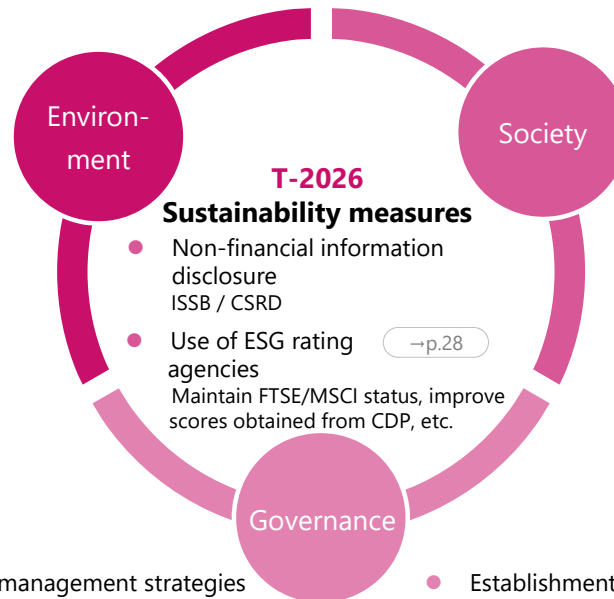 Environ-
ment
Society
T-2026
Sustainability measures
● Non-financial information
disclosure
ISSB / CSRD
● Use of ESG rating
→p.28
agencies
Maintain FTSE/MSCI status, improve
scores obtained from CDP, etc.
Governance
management strategies
● Establishment